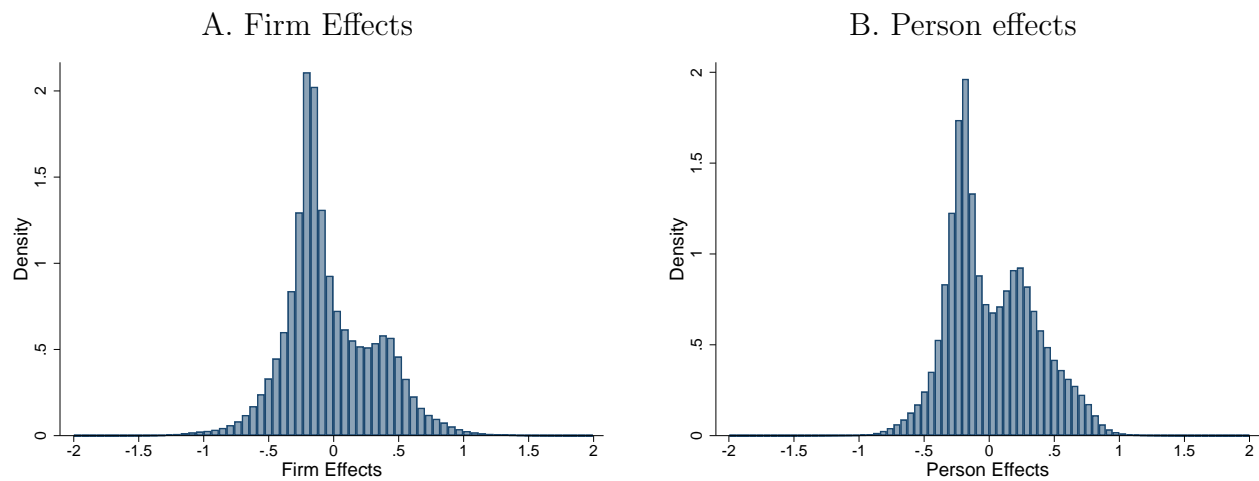 A. Firm Effects
2
1.5
1
.5
0
Density
-2 -1.5 -1 -.5 0 .5 1 1.5 2
Firm Effects
B. Person effects
2
1.5
1
.5
0
Density
-2 -1.5 -1 -.5 0 .5 1 1.5 2
Person Effects